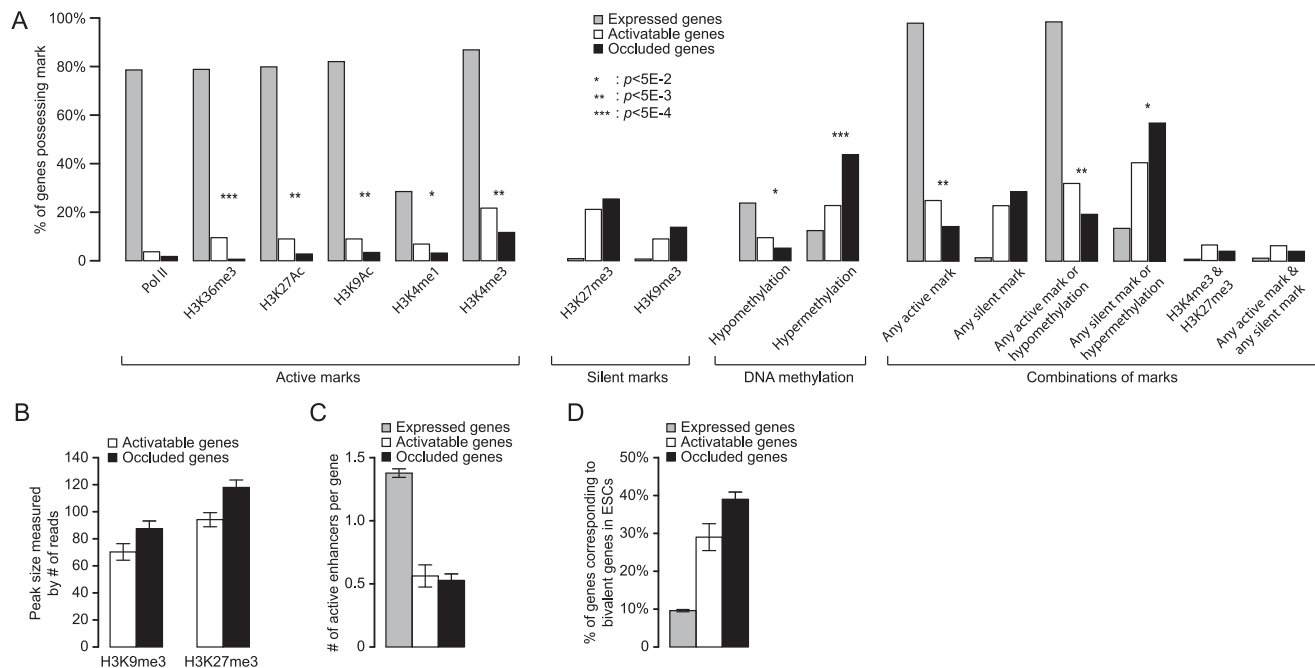 A
100%
80%
60%
40%
20%
0
% of genes possessing mark
Expressed genes
Activatable genes
Occluded genes
* : p<5E-2
** : p<5E-3
*** : p<5E-4
***
**
**
*
**
*
***
**
**
*
Pol II
H3K36me3
H3K27Ac
H3K9Ac
H3K4me1
H3K4me3
H3K27me3
H3K9me3
Hypomethylation
Hypermethylation
Any active mark
Any silent mark
Any active mark or
hypomethylation
Any silent mark or
hypermethylation
H3K4me3 &
H3K27me3
Any active mark &
any silent mark
Active marks
Silent marks
DNA methylation
Combinations of marks
B
Activatable genes
Occluded genes
140
120
100
80
60
40
20
0
Peak size measured
by # of reads
H3K9me3
H3K27me3
C
Expressed genes
Activatable genes
Occluded genes
1.5
1.0
0.5
0
# of active enhancers per gene
D
Expressed genes
Activatable genes
Occluded genes
50%
40%
30%
20%
10%
0
% of genes corresponding to
bivalent genes in ESCs